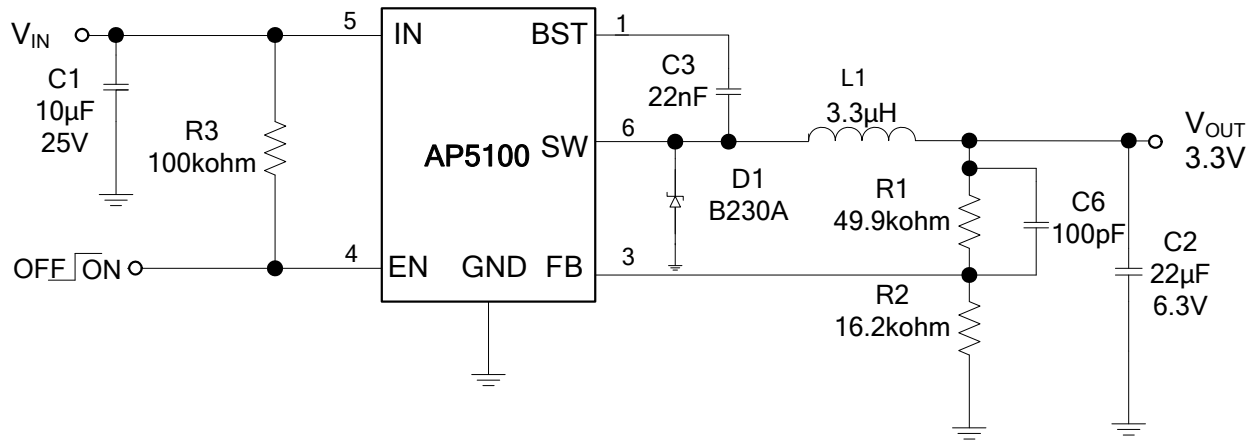 V_IN
C1
10µF
25V
R3
100kohm
OFF ON
5
4
IN
BST
AP5100
SW
EN
GND
FB
1
6
3
C3
22nF
L1
3.3µH
D1
B230A
R1
49.9kohm
C6
100pF
R2
16.2kohm
V_OUT
3.3V
C2
22µF
6.3V